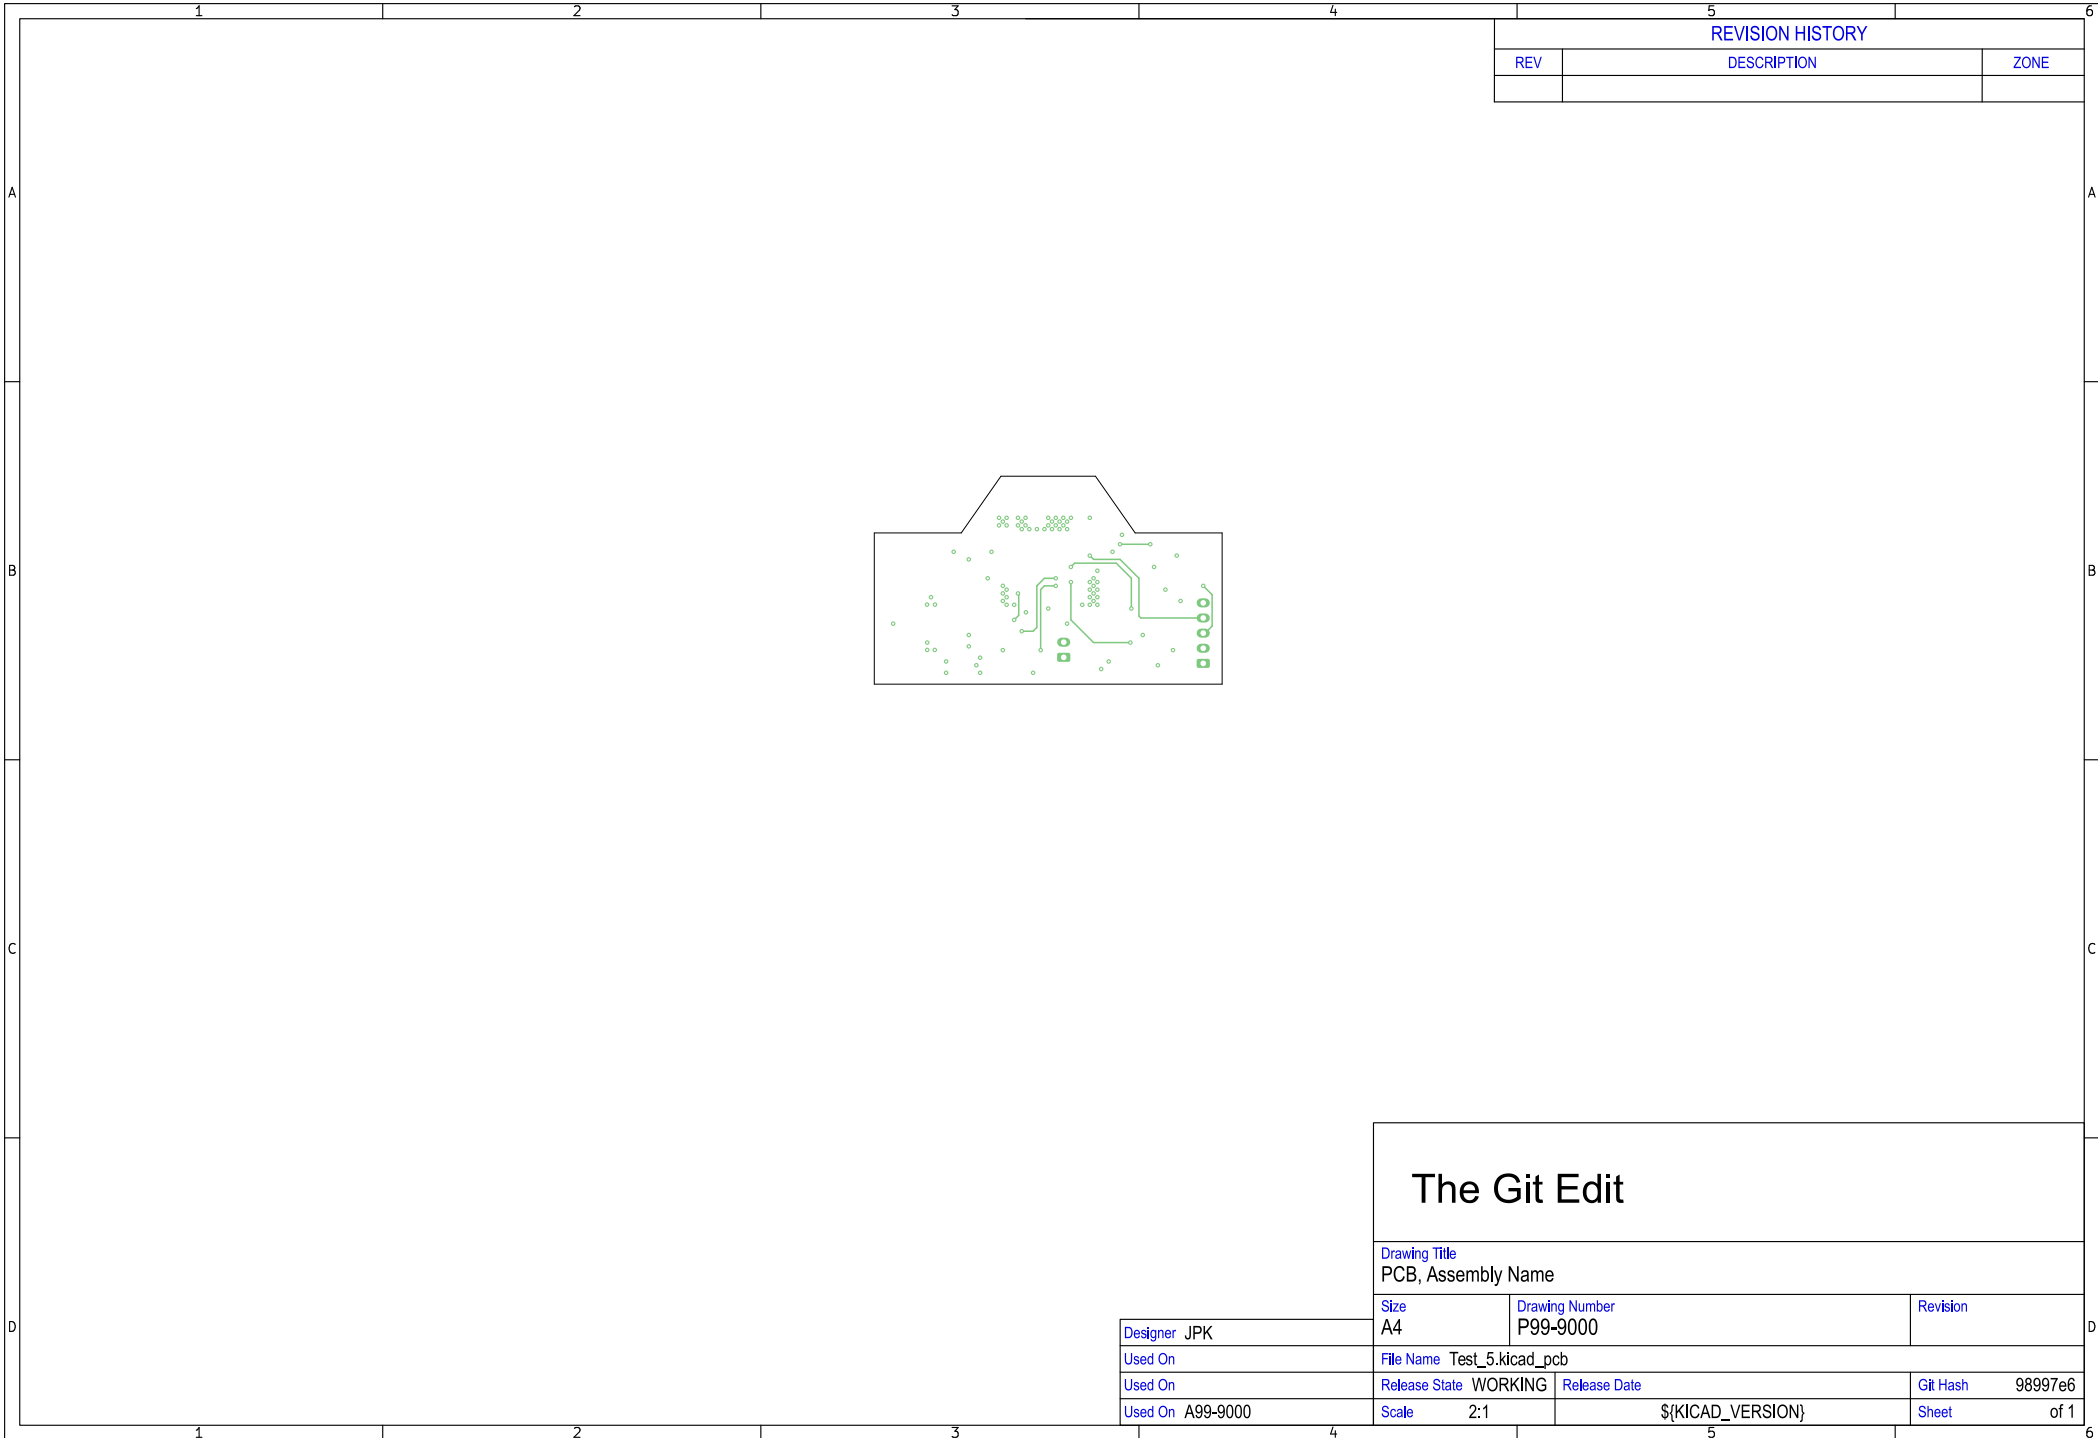 1 2 3 4 5 6
REVISION HISTORY
REV DESCRIPTION ZONE
A A
B B
C C
The Git Edit
Drawing Title
PCB, Assembly Name
Size Drawing Number Revision
A4 P99-9000
D D
Designer JPK
Used On File Name Test_5.kicad_pcb
Used On Release State WORKING Release Date Git Hash 98997e6
Used On A99-9000 Scale 2:1 ${KICAD_VERSION} Sheet of 1
1 2 3 4 5 6